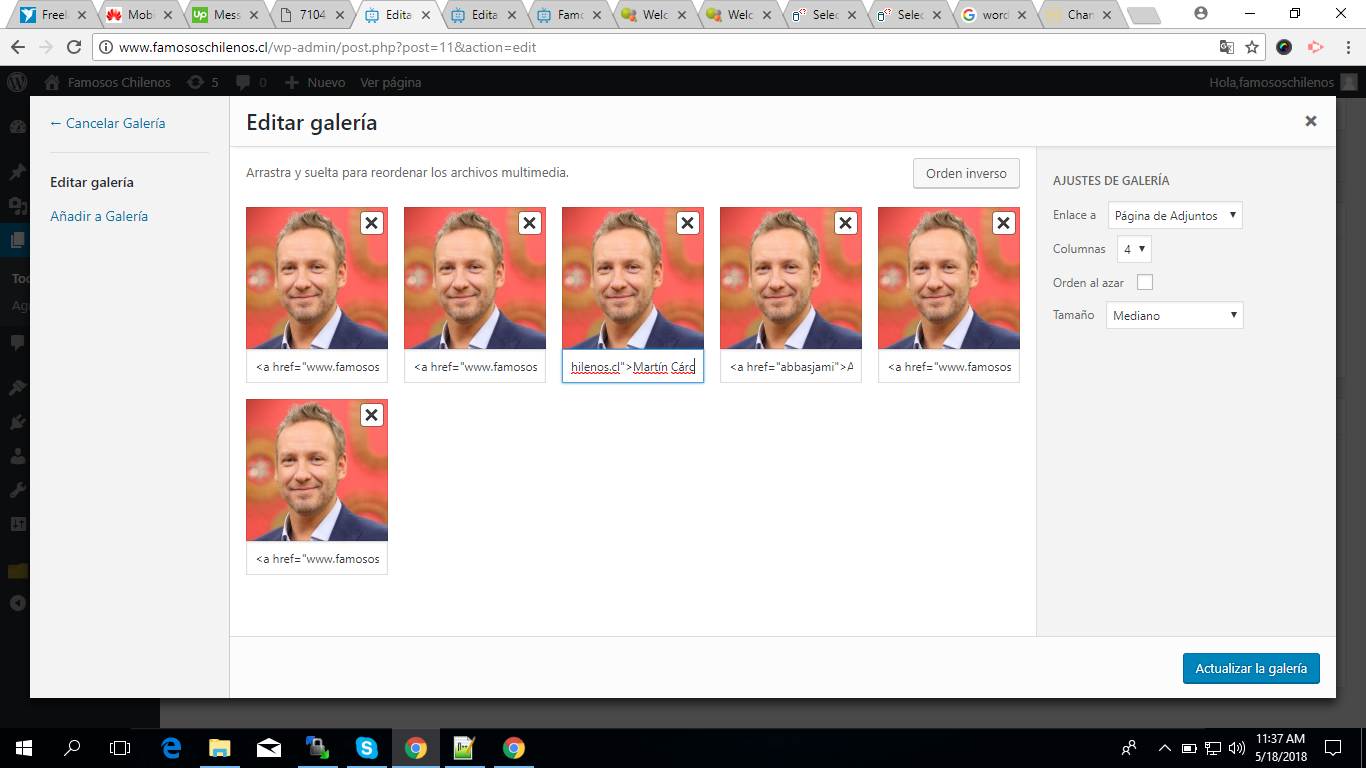 Freel
Mobi
Up Mess
7104
Edita
Edita
Famo
Welc
Welc
Selec
Selec
word
Chan
www.famososchilenos.cl/wp-admin/post.php?post=11&action=edit
Famosos Chilenos 5 0 Nuevo Ver página Hola,famososchilenos
← Cancelar Galería
Editar galería
Añadir a Galería
Editar galería
Arrastra y suelta para reordenar los archivos multimedia.
Orden inverso
<a href="www.famosos
<a href="www.famosos
hilenos.cl">Martín Cárc
<a href="abbasjami">A
<a href="www.famosos
<a href="www.famosos
AJUSTES DE GALERÍA
Enlace a Página de Adjuntos
Columnas 4
Orden al azar
Tamaño Mediano
Actualizar la galería
Too
Agr
11:37 AM
5/18/2018